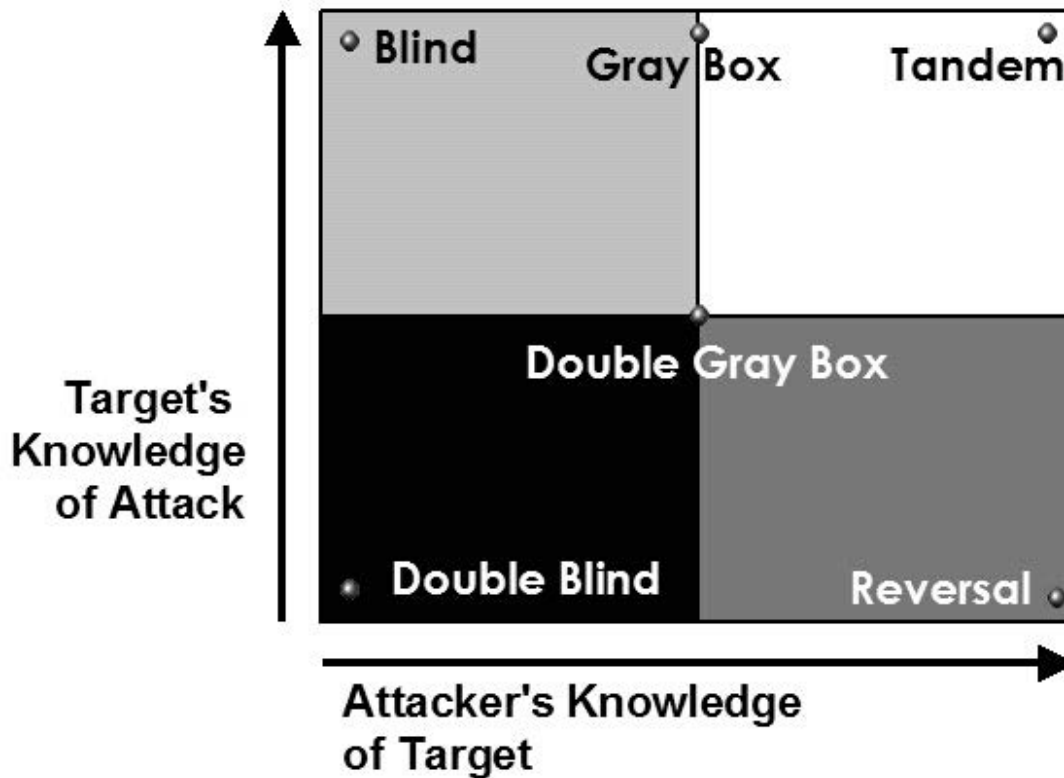 Blind
Gray Box
Tandem
Double Gray Box
Target's
Knowledge
of Attack
Double Blind
Reversal
Attacker's Knowledge
of Target